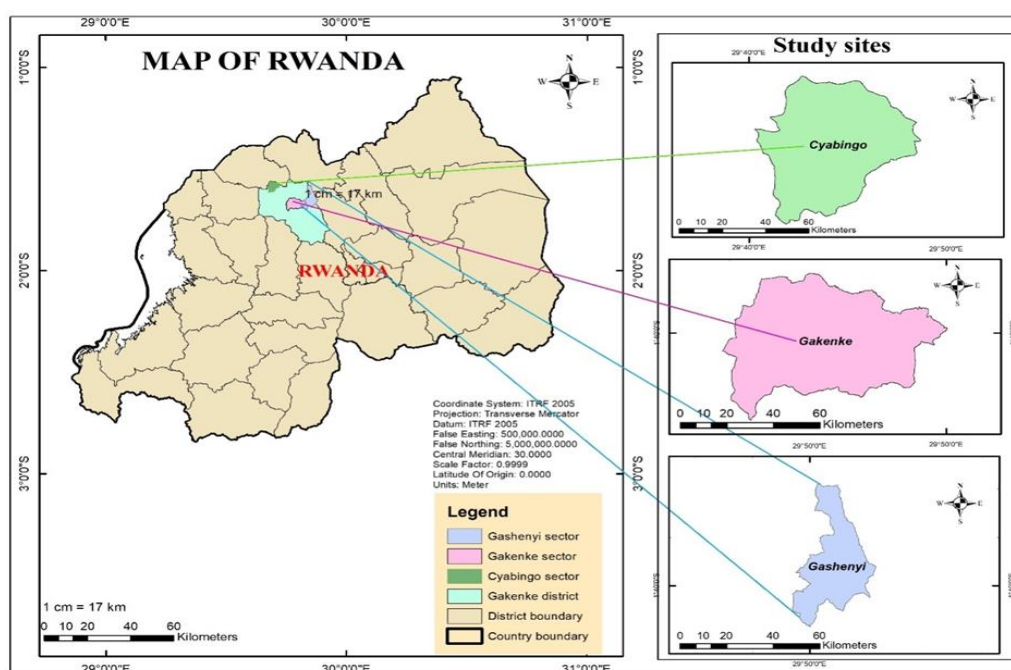 29°0'0"E 30°0'0"E 31°0'0"E
MAP OF RWANDA
N
W E
S
1°0'0"S
1 cm = 17 km
RWANDA
2°0'0"S
Coordinate System: ITRF 2005
Projection: Transverse Mercator
Datum: ITRF 2005
False Easting: 500,000.0000
False Northing: 5,000,000.0000
Central Meridian: 30.0000
Scale Factor: 0.9999
Latitude Of Origin: 0.0000
Units: Meter
3°0'0"S
Legend
Gashenyi sector
Gakenke sector
Cyabingo sector
Gakenke district
District boundary
Country boundary
1 cm = 17 km
0 10 20 40 60
Kilometers
29°0'0"E 30°0'0"E 31°0'0"E
1°0'0"S
2°0'0"S
3°0'0"S
Study sites
29°40'0"E
N
W E
S
Cyabingo
0 10 20 40 60
Kilometers
29°40'0"E 29°50'0"E
N
W E
S
Gakenke
0 10 20 40 60
Kilometers
29°50'0"E 29°50'0"E
N
W E
S
Gashenyi
0 10 20 40 60
Kilometers
29°50'0"E